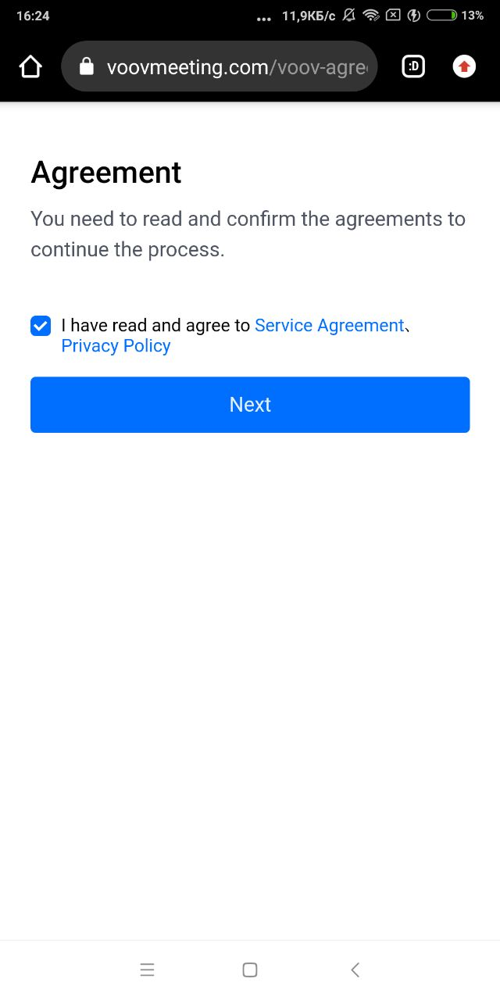 16:24
... 11,9КБ/с 13%
voovmeeting.com/voov-agre
:D
Agreement
You need to read and confirm the agreements to
continue the process.
I have read and agree to Service Agreement、
Privacy Policy
Next